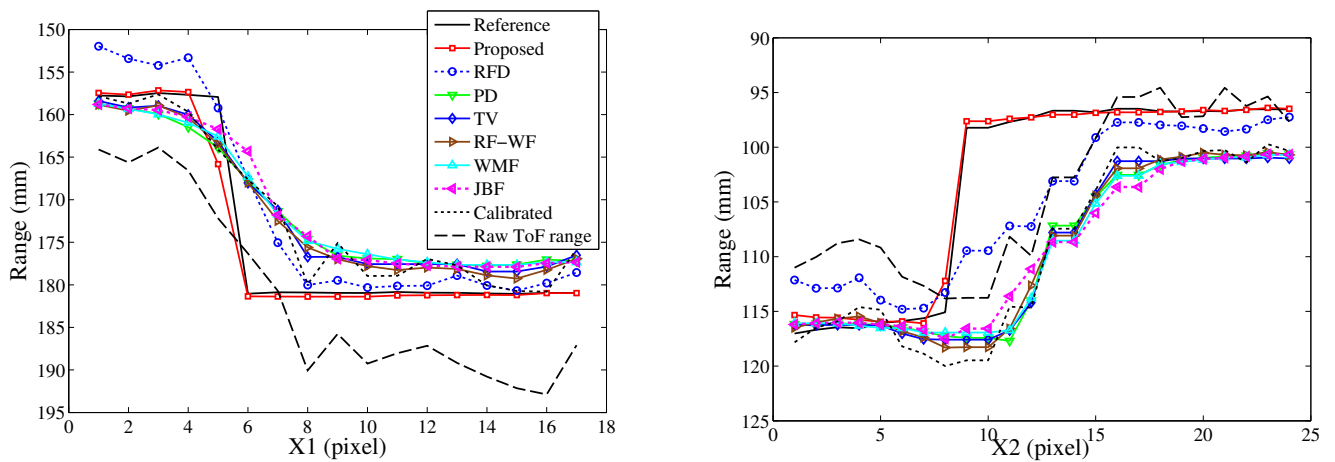 150
155
160
165
170
175
180
185
190
195
Range (mm)
0 2 4 6 8 10 12 14 16 18
X1 (pixel)
Reference
Proposed
RFD
PD
TV
RF−WF
WMF
JBF
Calibrated
Raw ToF range
90
95
100
105
110
115
120
125
Range (mm)
0 5 10 15 20 25
X2 (pixel)